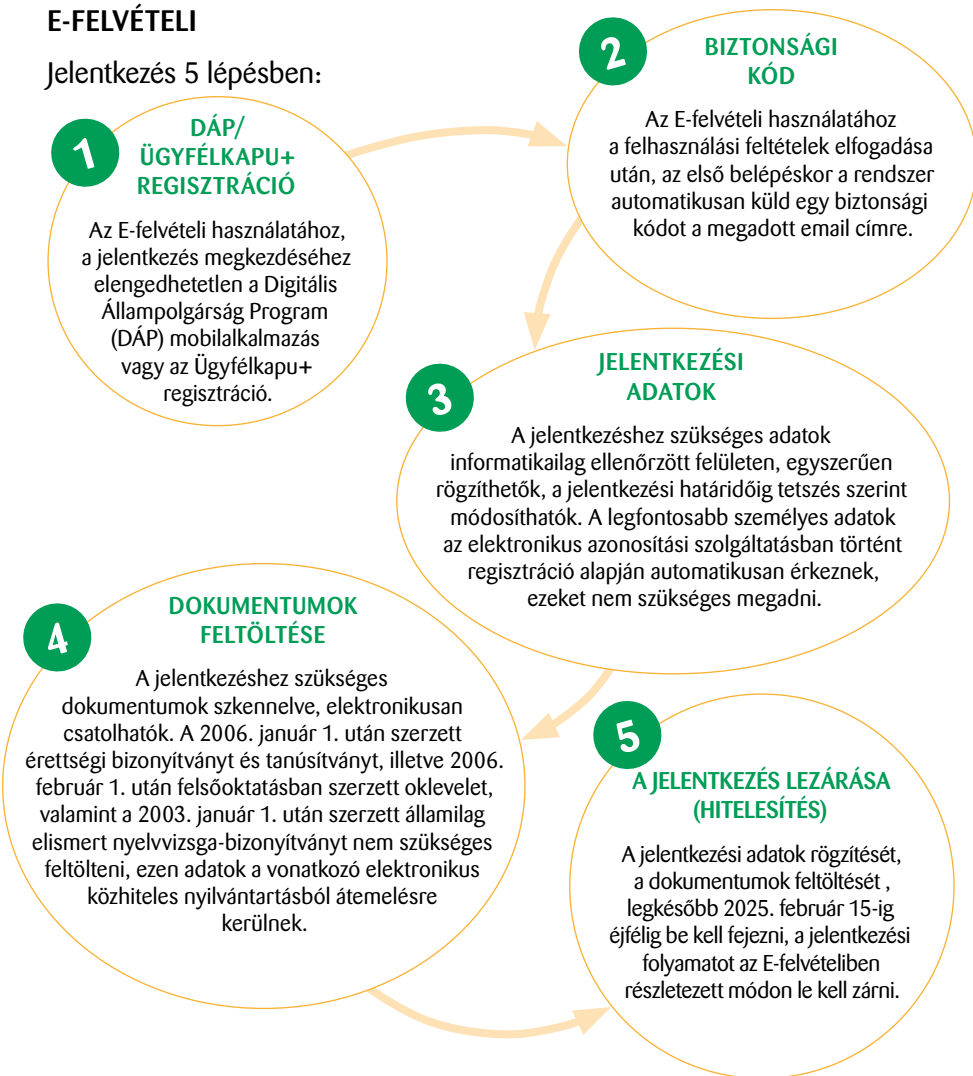 E-FELVÉTELI
Jelentkezés 5 lépésben:
1
DÁP/
ÜGYFÉLKAPU+
REGISZTRÁCIÓ
Az E-felvételi használatához,
a jelentkezés megkezdéséhez
elengedhetetlen a Digitális
Állampolgárság Program
(DÁP) mobilalkalmazás
vagy az Ügyfélkapu+
regisztráció.
2
BIZTONSÁGI
KÓD
Az E-felvételi használatához
a felhasználási feltételek elfogadása
után, az első belépéskor a rendszer
automatikusan küld egy biztonsági
kódot a megadott email címre.
3
JELENTKEZÉSI
ADATOK
A jelentkezéshez szükséges adatok
informatikailag ellenőrzött felületen, egyszerűen
rögzíthetők, a jelentkezési határidőig tetszés szerint
módosíthatók. A legfontosabb személyes adatok
az elektronikus azonosítási szolgáltatásban történt
regisztráció alapján automatikusan érkeznek,
ezeket nem szükséges megadni.
4
DOKUMENTUMOK
FELTÖLTÉSE
A jelentkezéshez szükséges
dokumentumok szkennelve, elektronikusan
csatolhatók. A 2006. január 1. után szerzett
érettségi bizonyítványt és tanúsítványt, illetve 2006.
február 1. után felsőoktatásban szerzett oklevelet,
valamint a 2003. január 1. után szerzett államilag
elismert nyelvvizsga-bizonyítványt nem szükséges
feltölteni, ezen adatok a vonatkozó elektronikus
közhiteles nyilvántartásból átemelésre
kerülnek.
5
A JELENTKEZÉS LEZÁRÁSA
(HITELESÍTÉS)
A jelentkezési adatok rögzítését,
a dokumentumok feltöltését ,
legkésőbb 2025. február 15-ig
éjfélig be kell fejezni, a jelentkezési
folyamatot az E-felvételiben
részletezett módon le kell zárni.